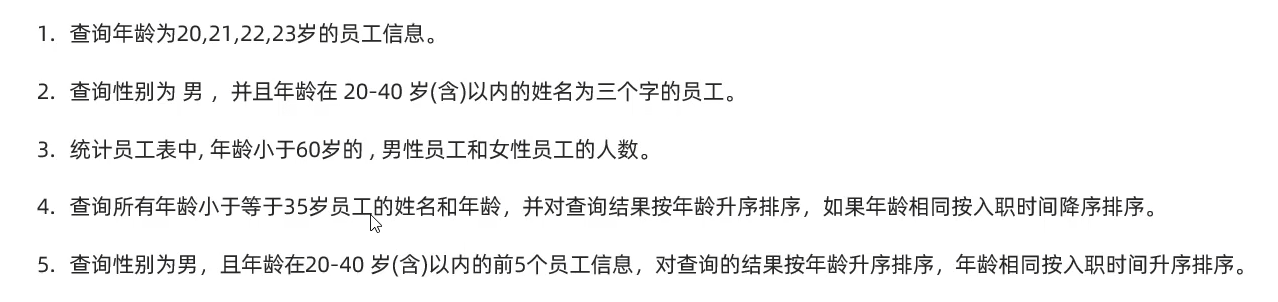 1. 查询年龄为20,21,22,23岁的员工信息。
2. 查询性别为 男 ，并且年龄在 20-40 岁(含)以内的姓名为三个字的员工。
3. 统计员工表中, 年龄小于60岁的 , 男性员工和女性员工的人数。
4. 查询所有年龄小于等于35岁员工的姓名和年龄，并对查询结果按年龄升序排序，如果年龄相同按入职时间降序排序。
5. 查询性别为男，且年龄在20-40 岁(含)以内的前5个员工信息，对查询的结果按年龄升序排序，年龄相同按入职时间升序排序。